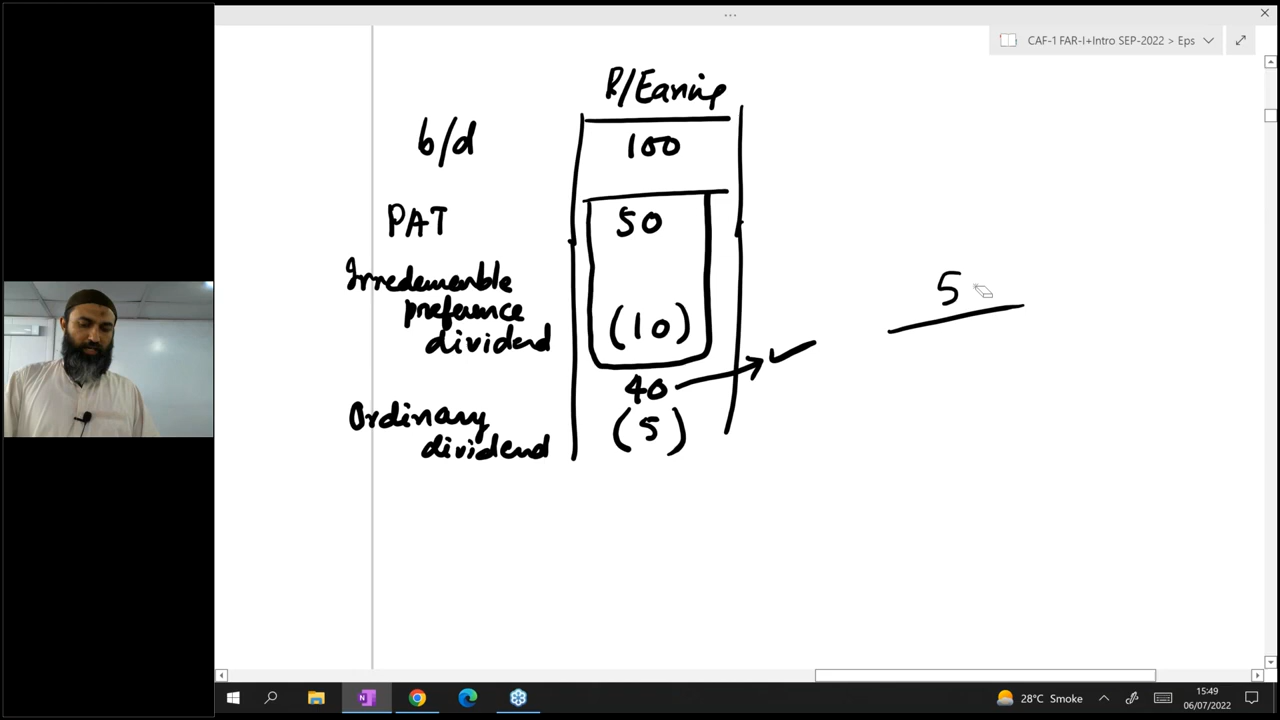 CAF-1 FAR-I+Intro SEP-2022 > Eps
R/Earning
b/d 100
PAT 50
Irredeemable
preference
dividend (10)
40
Ordinary
dividend (5)
5
28°C Smoke
15:49
06/07/2022